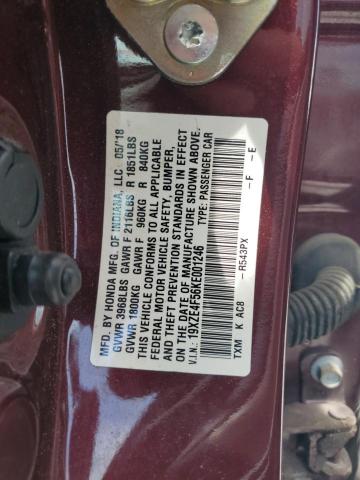 MFD. BY HONDA MFG. OF INDIANA, LLC. 05/18
GVWR 3968LBS GAWR F 2116LBS R 1851LBS
GVWR 1800KG GAWR F 960KG R 840KG
THIS VEHICLE CONFORMS TO ALL APPLICABLE
FEDERAL MOTOR VEHICLE SAFETY, BUMPER,
AND THEFT PREVENTION STANDARDS IN EFFECT
ON THE DATE OF MANUFACTURE SHOWN ABOVE.
V.I.N.: 19XZE4F56KE001246 TYPE: PASSENGER CAR
TXM K AC8 –R543PX –F –E